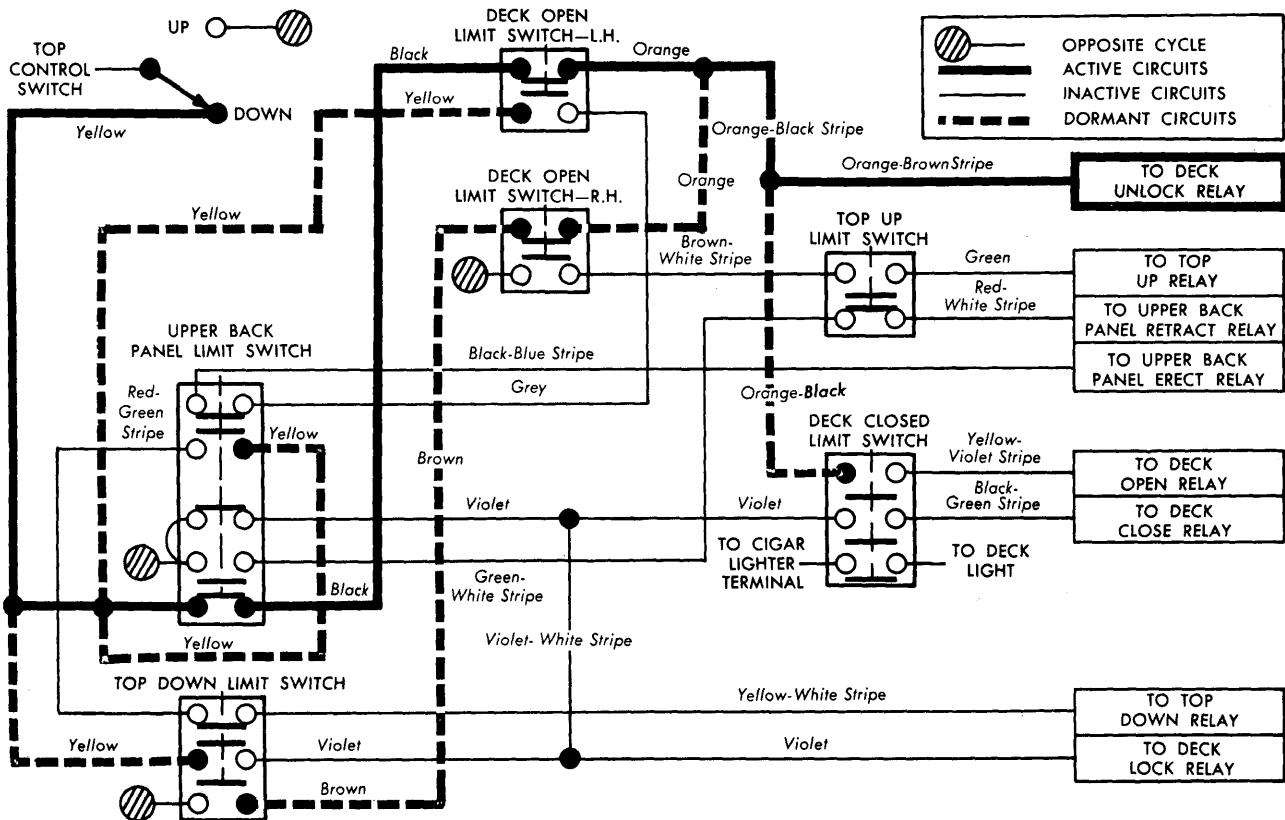 UP
TOP
CONTROL
SWITCH
DOWN
Yellow
DECK OPEN
LIMIT SWITCH—L.H.
Black
Orange
Yellow
Orange-Black Stripe
OPPOSITE CYCLE
ACTIVE CIRCUITS
INACTIVE CIRCUITS
DORMANT CIRCUITS
Orange-Brown Stripe
TO DECK
UNLOCK RELAY
DECK OPEN
LIMIT SWITCH—R.H.
Orange
Yellow
Brown-
White Stripe
TOP UP
LIMIT SWITCH
Green
Red-
White Stripe
TO TOP
UP RELAY
TO UPPER BACK
PANEL RETRACT RELAY
TO UPPER BACK
PANEL ERECT RELAY
UPPER BACK
PANEL LIMIT SWITCH
Black-Blue Stripe
Grey
Red-
Green
Stripe
Yellow
Orange-Black
DECK CLOSED
LIMIT SWITCH
Brown
Yellow-
Violet Stripe
Black-
Green Stripe
TO DECK
OPEN RELAY
TO DECK
CLOSE RELAY
Violet
Violet
TO CIGAR
LIGHTER
TERMINAL
TO DECK
LIGHT
Green-
White Stripe
Black
Yellow
Violet- White Stripe
TOP DOWN LIMIT SWITCH
Yellow-White Stripe
TO TOP
DOWN RELAY
Yellow
Violet
Violet
TO DECK
LOCK RELAY
Brown